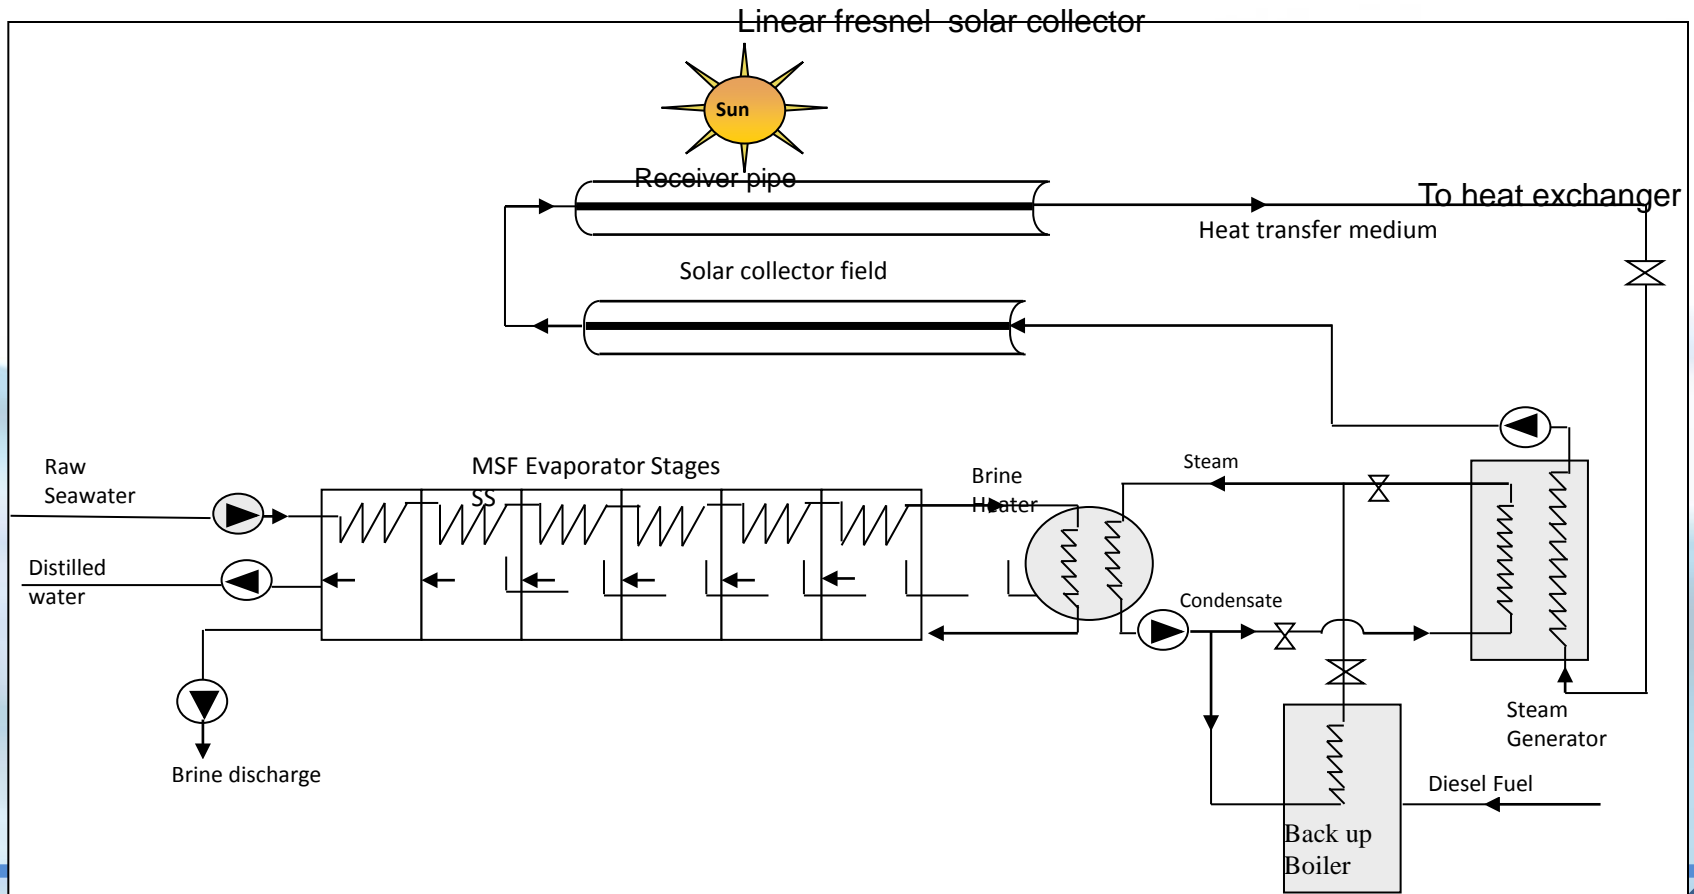 Linear fresnel solar collector
Sun
Receiver pipe
To heat exchanger
Heat transfer medium
Solar collector field
Raw
Seawater
MSF Evaporator Stages
SS
Brine
Heater
Steam
Distilled
water
Condensate
Steam
Generator
Brine discharge
Diesel Fuel
Back up
Boiler